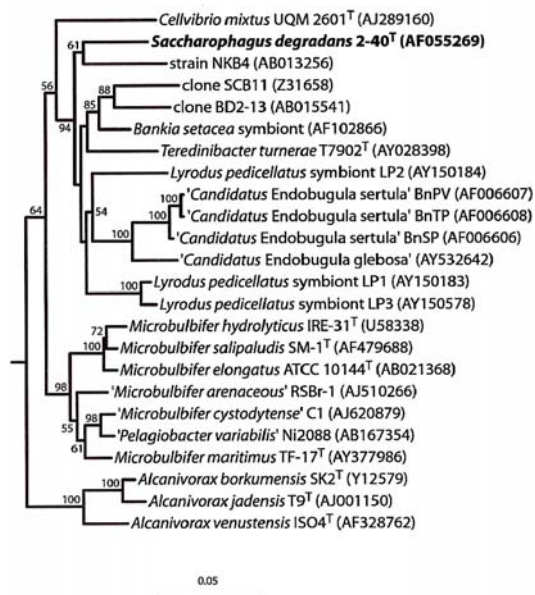 Cellvibrio mixtus UQM 2601ᵀ (AJ289160)
Saccharophagus degradans 2-40ᵀ (AF055269)
61
strain NKB4 (AB013256)
56
88
clone SCB11 (Z31658)
85
clone BD2-13 (AB015541)
94
Bankia setacea symbiont (AF102866)
Teredinibacter turnerae T7902ᵀ (AY028398)
Lyrodus pedicellatus symbiont LP2 (AY150184)
100
'Candidatus Endobugula sertula' BnPV (AF006607)
64
54
100
'Candidatus Endobugula sertula' BnTP (AF006608)
100
'Candidatus Endobugula sertula' BnSP (AF006606)
'Candidatus Endobugula glebosa' (AY532642)
100
Lyrodus pedicellatus symbiont LP1 (AY150183)
Lyrodus pedicellatus symbiont LP3 (AY150578)
72
Microbulbifer hydrolyticus IRE-31ᵀ (U58338)
100
Microbulbifer salipaludis SM-1ᵀ (AF479688)
Microbulbifer elongatus ATCC 10144ᵀ (AB021368)
98
'Microbulbifer arenaceous' RSBr-1 (AJ510266)
98
'Microbulbifer cystodytense' C1 (AJ620879)
55
'Pelagiobacter variabilis' Ni2088 (AB167354)
61
Microbulbifer maritimus TF-17ᵀ (AY377986)
100
Alcanivorax borkumensis SK2ᵀ (Y12579)
100
Alcanivorax jadensis T9ᵀ (AJ001150)
Alcanivorax venustensis ISO4ᵀ (AF328762)
0.05